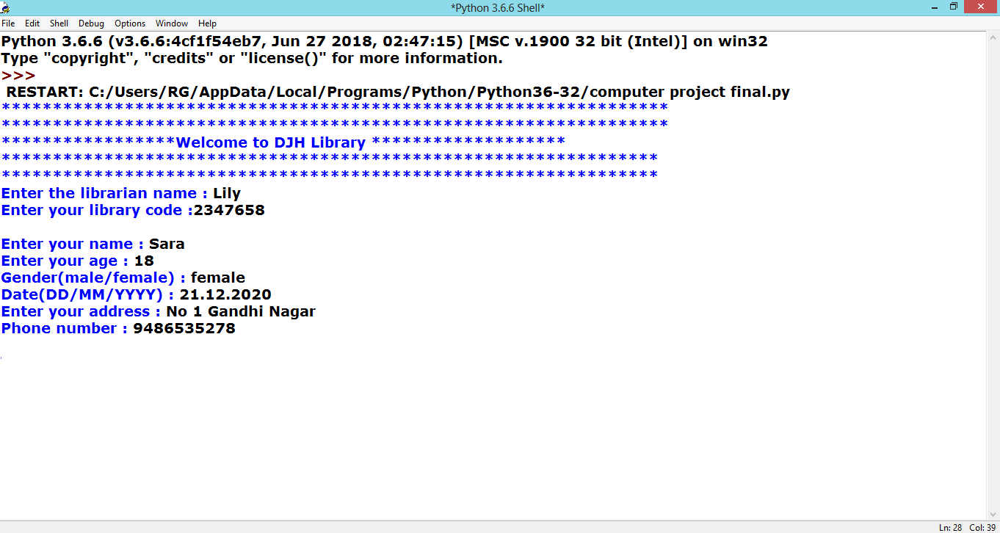 *Python 3.6.6 Shell*
File Edit Shell Debug Options Window Help
Python 3.6.6 (v3.6.6:4cf1f54eb7, Jun 27 2018, 02:47:15) [MSC v.1900 32 bit (Intel)] on win32
Type "copyright", "credits" or "license()" for more information.
>>>
RESTART: C:/Users/RG/AppData/Local/Programs/Python/Python36-32/computer project final.py
*****************************************************************
*****************************************************************
*****************Welcome to DJH Library *******************
****************************************************************
****************************************************************
Enter the librarian name : Lily
Enter your library code :2347658
Enter your name : Sara
Enter your age : 18
Gender(male/female) : female
Date(DD/MM/YYYY) : 21.12.2020
Enter your address : No 1 Gandhi Nagar
Phone number : 9486535278
Ln: 28 Col: 39